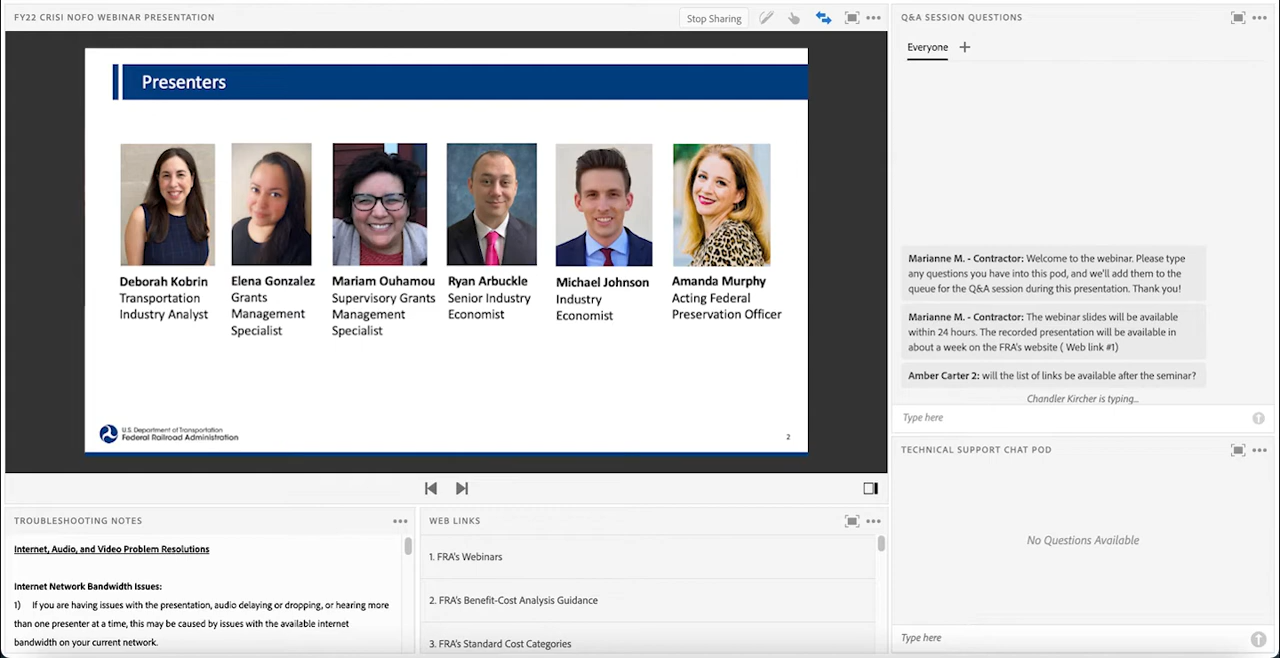 FY22 CRISI NOFO WEBINAR PRESENTATION
Stop Sharing
Presenters
Deborah Kobrin
Transportation
Industry Analyst
Elena Gonzalez
Grants
Management
Specialist
Mariam Ouhamou
Supervisory Grants
Management
Specialist
Ryan Arbuckle
Senior Industry
Economist
Michael Johnson
Industry
Economist
Amanda Murphy
Acting Federal
Preservation Officer
U.S. Department of Transportation
Federal Railroad Administration
2
TROUBLESHOOTING NOTES
Internet, Audio, and Video Problem Resolutions
Internet Network Bandwidth Issues:
1) If you are having issues with the presentation, audio delaying or dropping, or hearing more
than one presenter at a time, this may be caused by issues with the available internet
bandwidth on your current network.
WEB LINKS
1. FRA's Webinars
2. FRA's Benefit-Cost Analysis Guidance
3. FRA's Standard Cost Categories
Q&A SESSION QUESTIONS
Everyone
Marianne M. - Contractor: Welcome to the webinar. Please type
any questions you have into this pod, and we'll add them to the
queue for the Q&A session during this presentation. Thank you!
Marianne M. - Contractor: The webinar slides will be available
within 24 hours. The recorded presentation will be available in
about a week on the FRA's website ( Web link #1)
Amber Carter 2: will the list of links be available after the seminar?
Chandler Kircher is typing...
Type here
TECHNICAL SUPPORT CHAT POD
No Questions Available
Type here